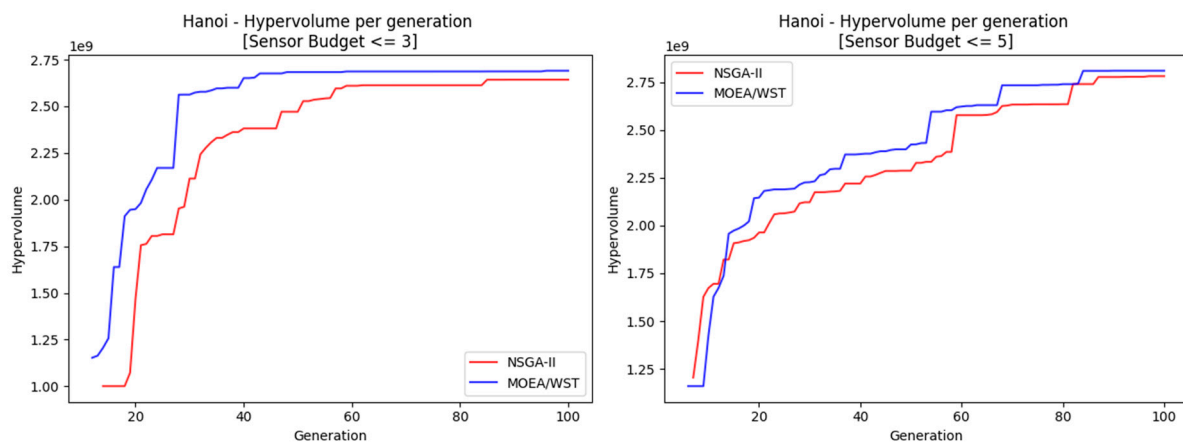 Hanoi - Hypervolume per generation
[Sensor Budget <= 3]
1e9
2.75
2.50
2.25
2.00
1.75
1.50
1.25
1.00
Hypervolume
NSGA-II
MOEA/WST
20
40
60
80
100
Generation
Hanoi - Hypervolume per generation
[Sensor Budget <= 5]
1e9
NSGA-II
MOEA/WST
2.75
2.50
2.25
2.00
1.75
1.50
1.25
Hypervolume
20
40
60
80
100
Generation